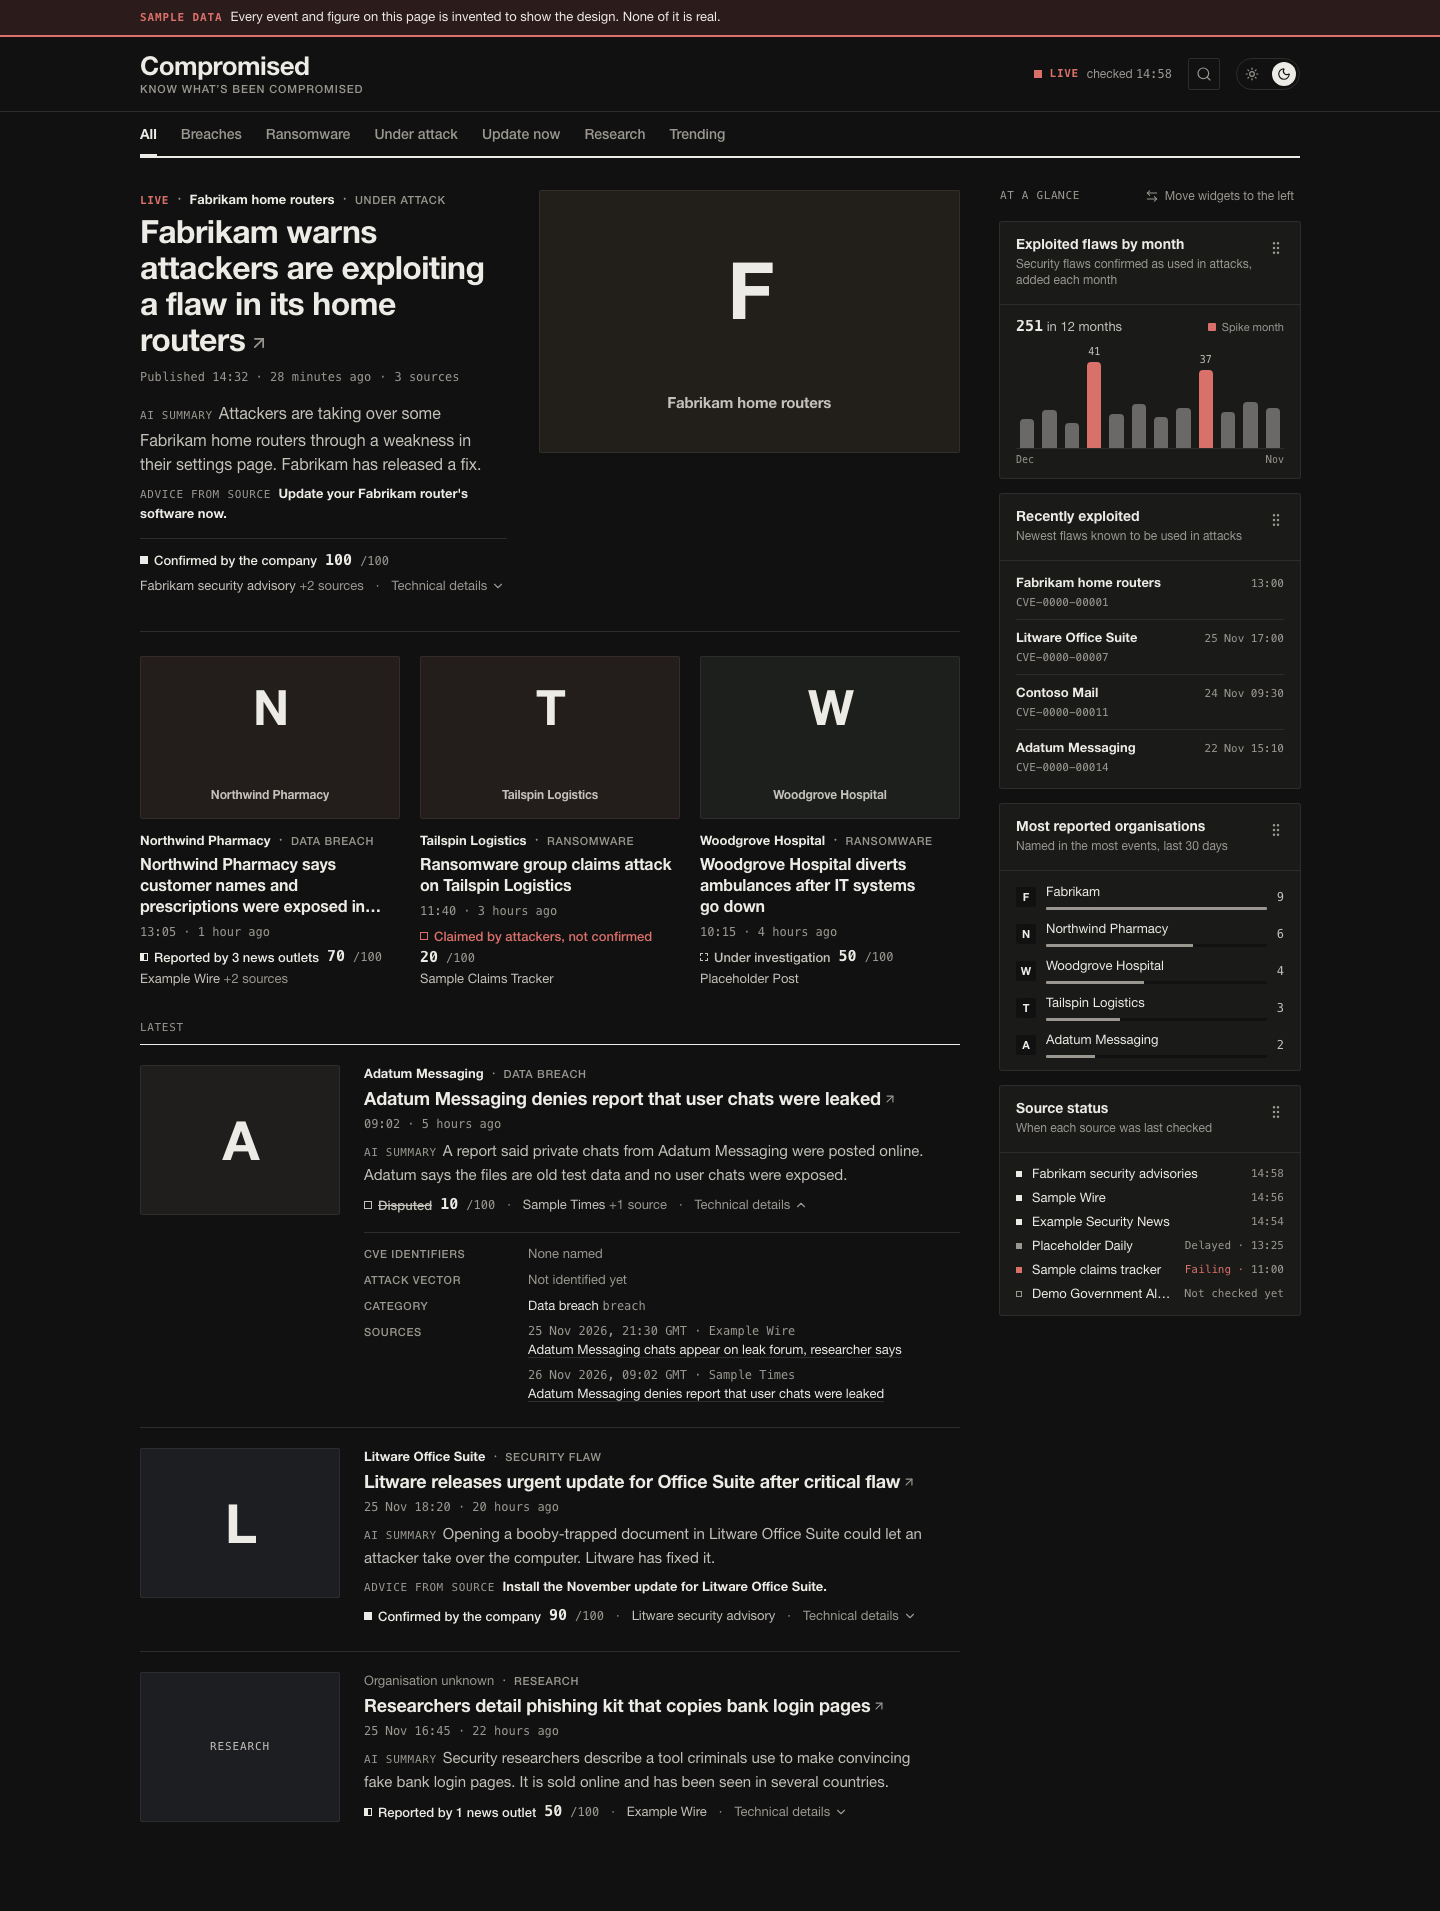 SAMPLE DATA Every event and figure on this page is invented to show the design. None of it is real.
Compromised
KNOW WHAT'S BEEN COMPROMISED
LIVE checked 14:58
All Breaches Ransomware Under attack Update now Research Trending
LIVE · Fabrikam home routers · UNDER ATTACK
Fabrikam warns
attackers are exploiting
a flaw in its home
routers
Published 14:32 · 28 minutes ago · 3 sources
AI SUMMARY Attackers are taking over some
Fabrikam home routers through a weakness in
their settings page. Fabrikam has released a fix.
ADVICE FROM SOURCE Update your Fabrikam router's
software now.
Confirmed by the company 100 /100
Fabrikam security advisory +2 sources · Technical details
F
Fabrikam home routers
N
Northwind Pharmacy
Northwind Pharmacy · DATA BREACH
Northwind Pharmacy says
customer names and
prescriptions were exposed in…
13:05 · 1 hour ago
Reported by 3 news outlets 70 /100
Example Wire +2 sources
T
Tailspin Logistics
Tailspin Logistics · RANSOMWARE
Ransomware group claims attack
on Tailspin Logistics
11:40 · 3 hours ago
Claimed by attackers, not confirmed
20 /100
Sample Claims Tracker
W
Woodgrove Hospital
Woodgrove Hospital · RANSOMWARE
Woodgrove Hospital diverts
ambulances after IT systems
go down
10:15 · 4 hours ago
Under investigation 50 /100
Placeholder Post
LATEST
A
Adatum Messaging · DATA BREACH
Adatum Messaging denies report that user chats were leaked
09:02 · 5 hours ago
AI SUMMARY A report said private chats from Adatum Messaging were posted online.
Adatum says the files are old test data and no user chats were exposed.
Disputed 10 /100 · Sample Times +1 source · Technical details
CVE IDENTIFIERS None named
ATTACK VECTOR Not identified yet
CATEGORY Data breach breach
SOURCES 25 Nov 2026, 21:30 GMT · Example Wire
Adatum Messaging chats appear on leak forum, researcher says
26 Nov 2026, 09:02 GMT · Sample Times
Adatum Messaging denies report that user chats were leaked
L
Litware Office Suite · SECURITY FLAW
Litware releases urgent update for Office Suite after critical flaw
25 Nov 18:20 · 20 hours ago
AI SUMMARY Opening a booby-trapped document in Litware Office Suite could let an
attacker take over the computer. Litware has fixed it.
ADVICE FROM SOURCE Install the November update for Litware Office Suite.
Confirmed by the company 90 /100 · Litware security advisory · Technical details
RESEARCH
Organisation unknown · RESEARCH
Researchers detail phishing kit that copies bank login pages
25 Nov 16:45 · 22 hours ago
AI SUMMARY Security researchers describe a tool criminals use to make convincing
fake bank login pages. It is sold online and has been seen in several countries.
Reported by 1 news outlet 50 /100 · Example Wire · Technical details
AT A GLANCE Move widgets to the left
Exploited flaws by month
Security flaws confirmed as used in attacks,
added each month
251 in 12 months Spike month
41
37
Dec Nov
Recently exploited
Newest flaws known to be used in attacks
Fabrikam home routers 13:00
CVE-0000-00001
Litware Office Suite 25 Nov 17:00
CVE-0000-00007
Contoso Mail 24 Nov 09:30
CVE-0000-00011
Adatum Messaging 22 Nov 15:10
CVE-0000-00014
Most reported organisations
Named in the most events, last 30 days
F Fabrikam 9
N Northwind Pharmacy 6
W Woodgrove Hospital 4
T Tailspin Logistics 3
A Adatum Messaging 2
Source status
When each source was last checked
Fabrikam security advisories 14:58
Sample Wire 14:56
Example Security News 14:54
Placeholder Daily Delayed · 13:25
Sample claims tracker Failing · 11:00
Demo Government Al… Not checked yet